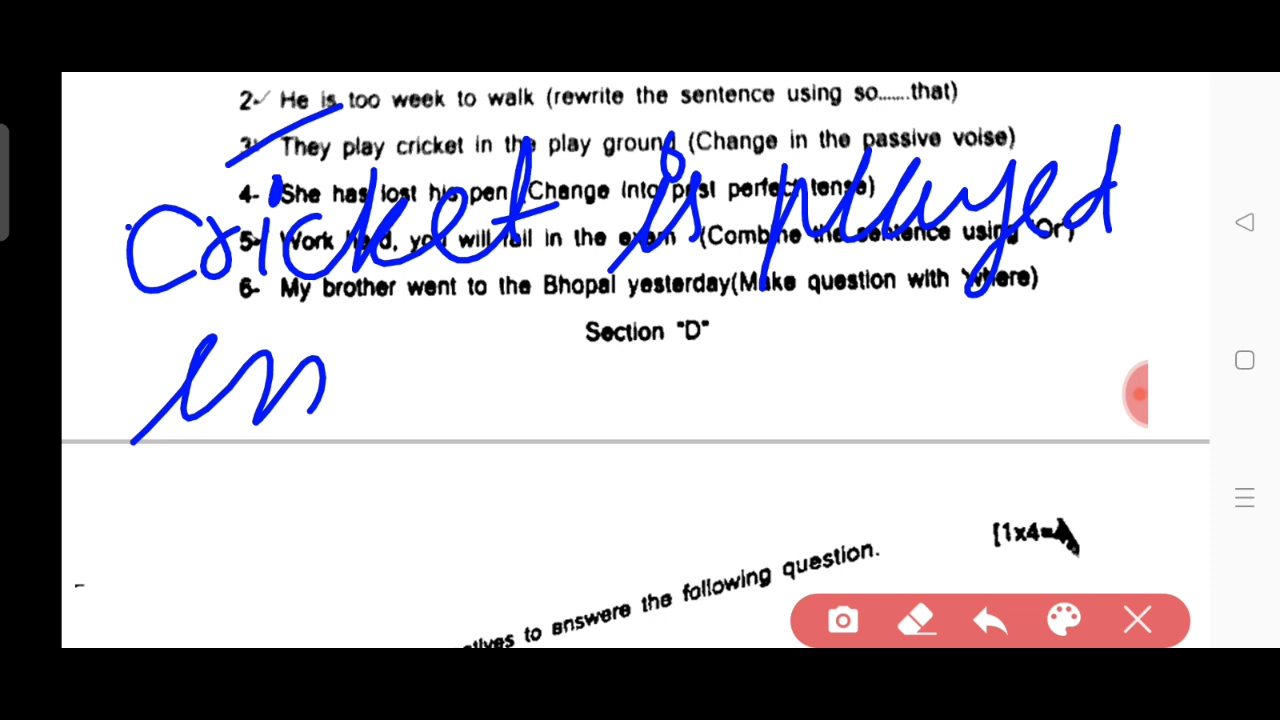 2- He is too week to walk (rewrite the sentence using so.......that)
3- They play cricket in the play ground (Change in the passive voise)
4- She has lost his pen (Change into past perfect tense)
cricket is played
5- Work hard, you will fail in the exam (Combine the sentence using 'Or')
6- My brother went to the Bhopal yesterday(Make question with 'Where)
Section "D"
in
[1x4=
to answere the following question.